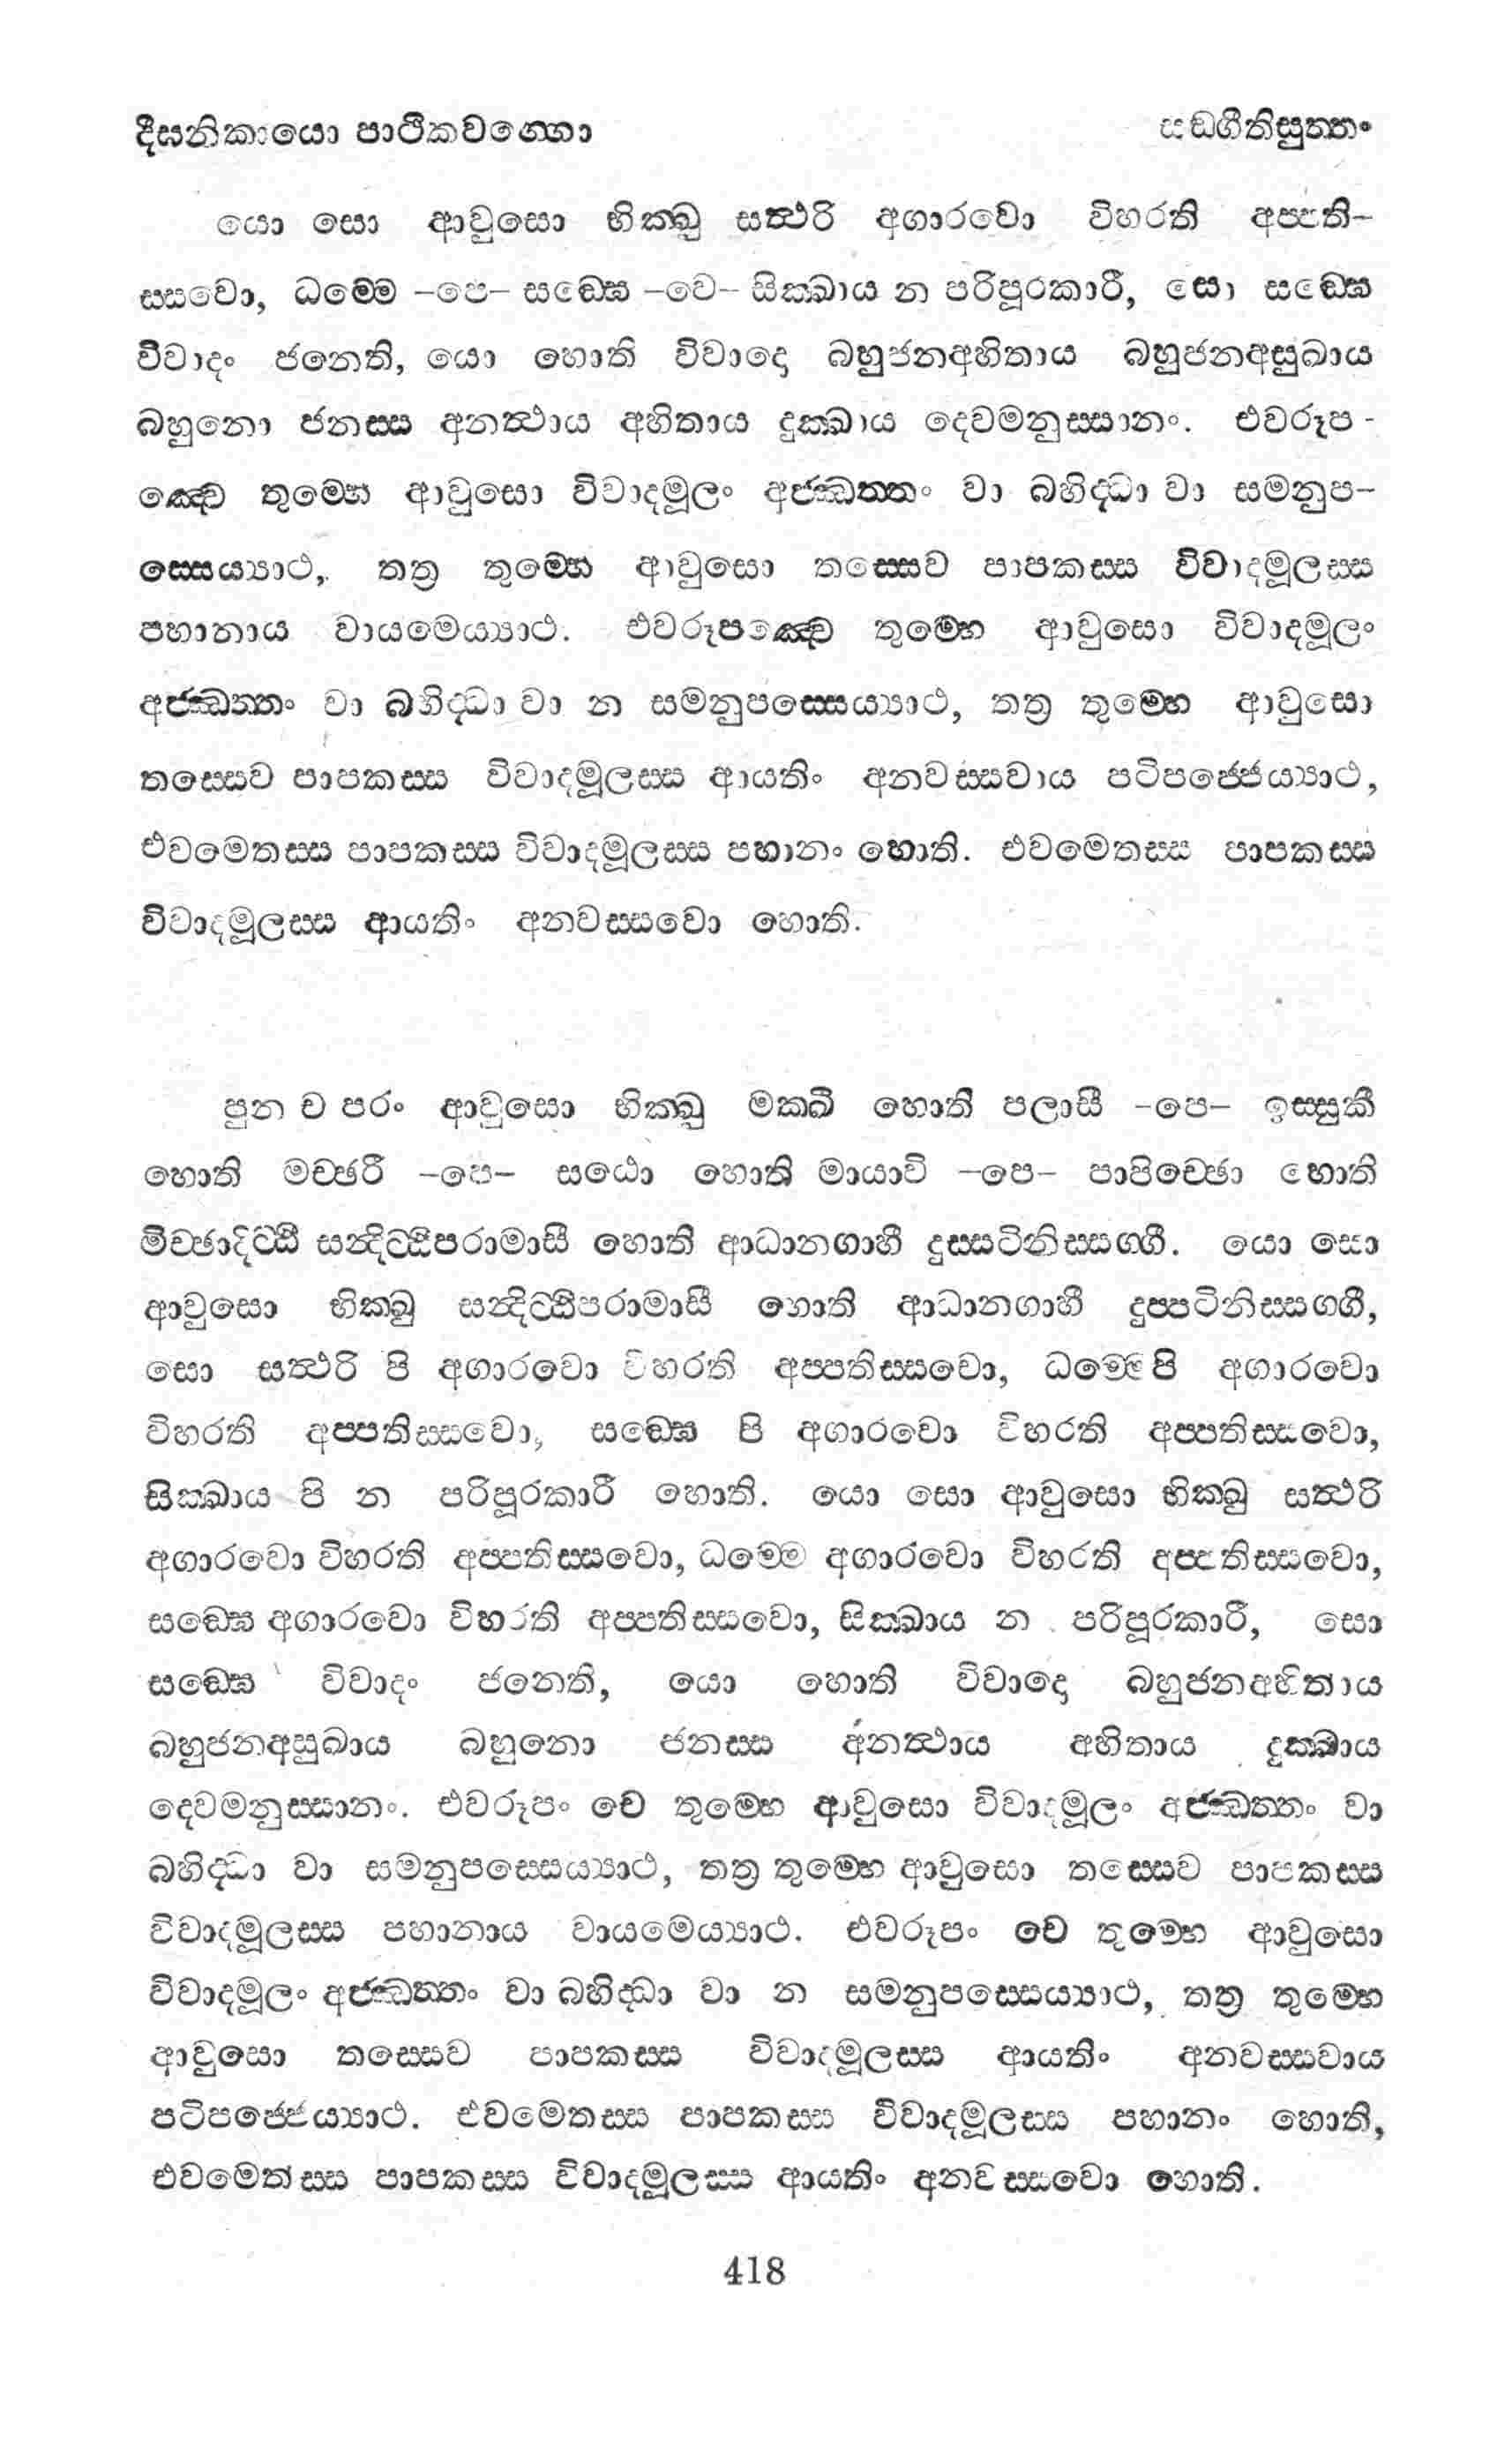 දීඝනිකායො පාථිකවග්ගො
සඞ්ගීතිසුත්තං
යො සො ආවුසො භික්ඛු සත්ථරි අගාරවො විහරති අප්පති-
ස්සවො, ධම්මෙ -පෙ- සඞ්ඝෙ -වෙ- සික්ඛාය න පරිපූරකාරී, සො සඞ්ඝෙ
විවාදං ජනෙති, යො හොති විවාදො බහුජනඅහිතාය බහුජනඅසුඛාය
බහුනො ජනස්ස අනත්ථාය අහිතාය දුක්ඛාය දෙවමනුස්සානං. එවරූප-
ඤ්චෙ තුම්හෙ ආවුසො විවාදමූලං අජ්ඣත්තං වා බහිද්ධා වා සමනුප-
ස්සෙය්‍යාථ, තත්‍ර තුම්හෙ ආවුසො තස්සෙව පාපකස්ස විවාදමූලස්ස
පහානාය වායමෙය්‍යාථ. එවරූපඤ්චෙ තුම්හෙ ආවුසො විවාදමූලං
අජ්ඣත්තං වා බහිද්ධා වා න සමනුපස්සෙය්‍යාථ, තත්‍ර තුම්හෙ ආවුසො
තස්සෙව පාපකස්ස විවාදමූලස්ස ආයතිං අනවස්සවාය පටිපජ්ජෙය්‍යාථ,
එවමෙතස්ස පාපකස්ස විවාදමූලස්ස පහානං හොති. එවමෙතස්ස පාපකස්ස
විවාදමූලස්ස ආයතිං අනවස්සවො හොති.
පුන ච පරං ආවුසො භික්ඛු මක්ඛී හොති පලාසී -පෙ- ඉස්සුකී
හොති මච්ඡරී -පෙ- සඨො හොති මායාවි -පෙ- පාපිච්ඡො හොති
මිච්ඡාදිට්ඨී සන්දිට්ඨිපරාමාසී හොති ආධානගාහී දුස්සටිනිස්සග්ගී. යො සො
ආවුසො භික්ඛු සන්දිට්ඨිපරාමාසී හොති ආධානගාහී දුප්පටිනිස්සග්ගී,
සො සත්ථරි පි අගාරවො විහරති අප්පතිස්සවො, ධම්මෙ පි අගාරවො
විහරති අප්පතිස්සවො, සඞ්ඝෙ පි අගාරවො විහරති අප්පතිස්සවො,
සික්ඛාය පි න පරිපූරකාරී හොති. යො සො ආවුසො භික්ඛු සත්ථරි
අගාරවො විහරති අප්පතිස්සවො, ධම්මෙ අගාරවො විහරති අප්පතිස්සවො,
සඞ්ඝෙ අගාරවො විහරති අප්පතිස්සවො, සික්ඛාය න පරිපූරකාරී, සො
සඞ්ඝෙ විවාදං ජනෙති, යො හොති විවාදො බහුජනඅහිතාය
බහුජනඅසුඛාය බහුනො ජනස්ස අනත්ථාය අහිතාය දුක්ඛාය
දෙවමනුස්සානං. එවරූපං චෙ තුම්හෙ ආවුසො විවාදමූලං අජ්ඣත්තං වා
බහිද්ධා වා සමනුපස්සෙය්‍යාථ, තත්‍ර තුම්හෙ ආවුසො තස්සෙව පාපකස්ස
විවාදමූලස්ස පහානාය වායමෙය්‍යාථ. එවරූපං චෙ තුම්හෙ ආවුසො
විවාදමූලං අජ්ඣත්තං වා බහිද්ධා වා න සමනුපස්සෙය්‍යාථ, තත්‍ර තුම්හෙ
ආවුසො තස්සෙව පාපකස්ස විවාදමූලස්ස ආයතිං අනවස්සවාය
පටිපජ්ජෙය්‍යාථ. එවමෙතස්ස පාපකස්ස විවාදමූලස්ස පහානං හොති,
එවමෙතස්ස පාපකස්ස විවාදමූලස්ස ආයතිං අනවස්සවො හොති.
418